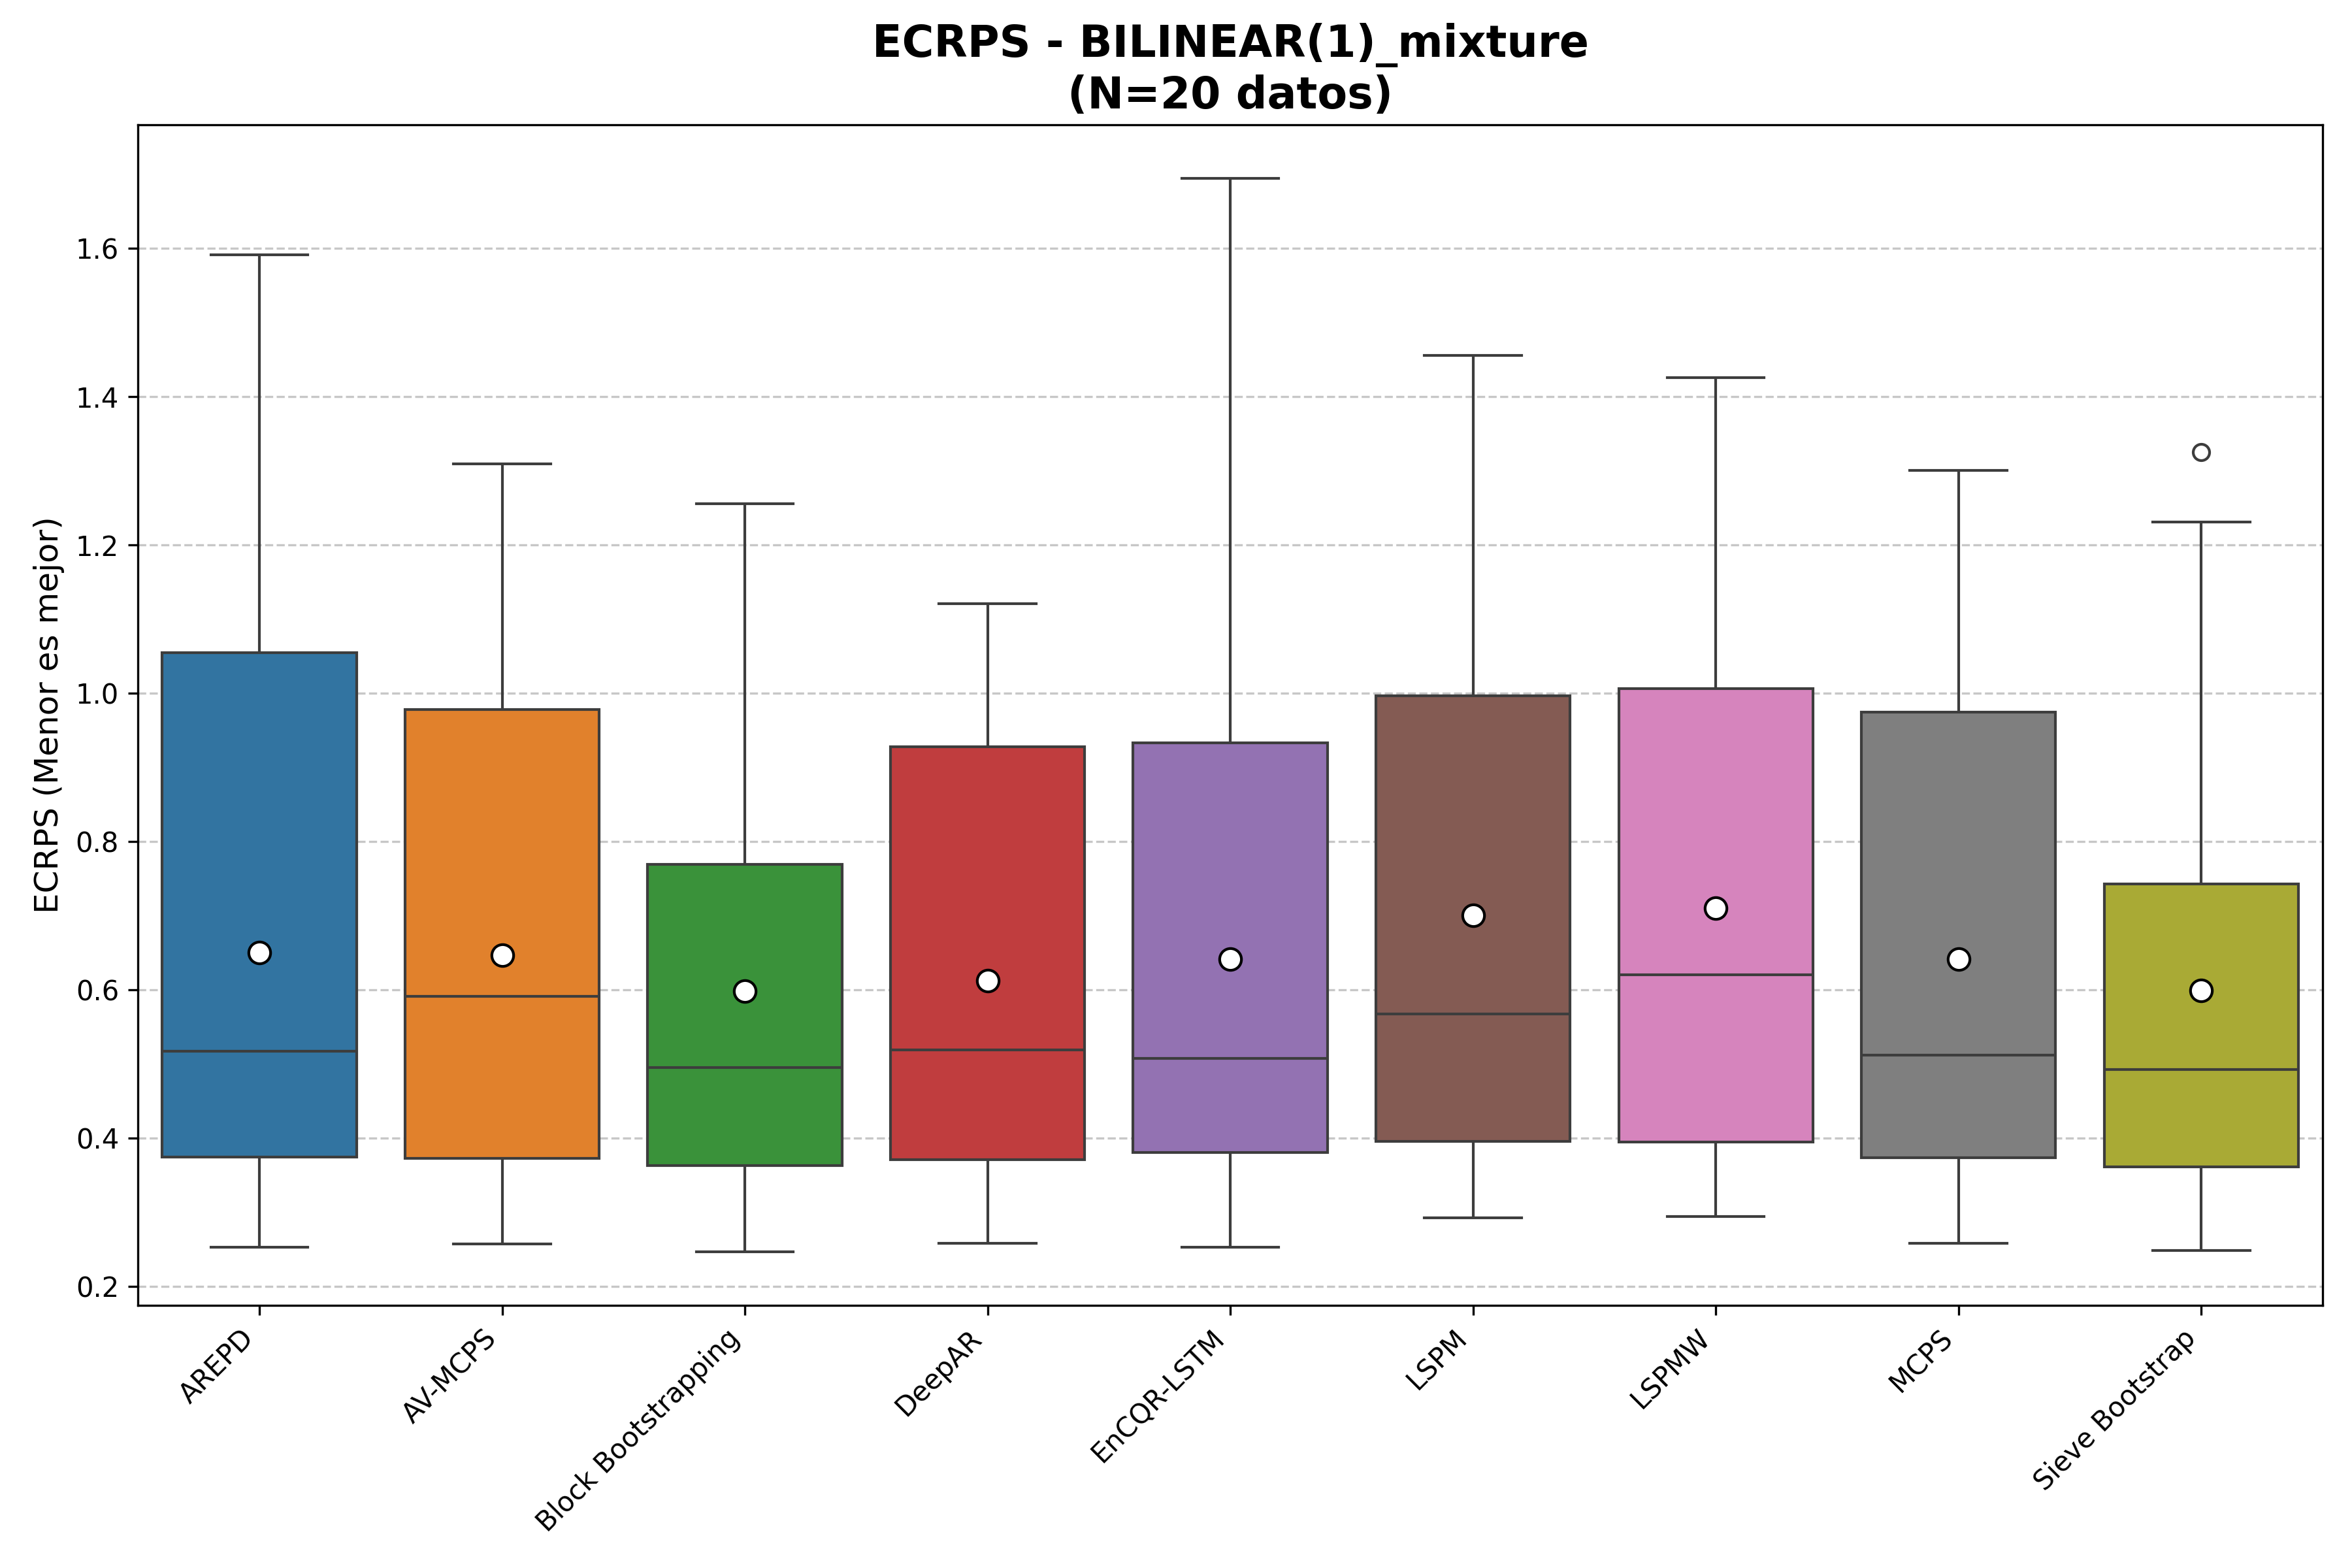 ECRPS - BILINEAR(1)_mixture
(N=20 datos)
ECRPS (Menor es mejor)
1.6
1.4
1.2
1.0
0.8
0.6
0.4
0.2
AREPD
AV-MCPS
Block Bootstrapping
DeepAR
EnCQR-LSTM
LSPM
LSPMW
MCPS
Sieve Bootstrap